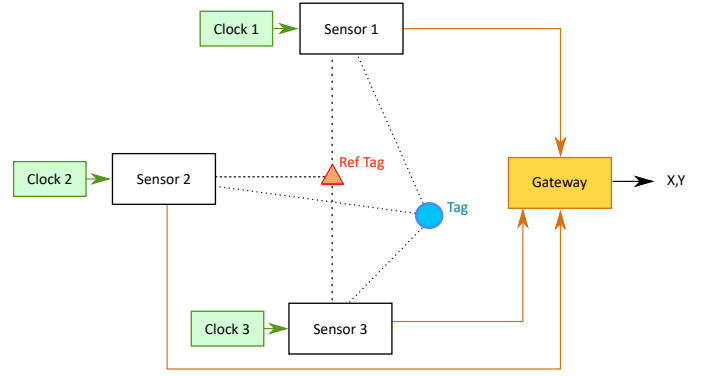 Clock 1
Sensor 1
Ref Tag
Clock 2
Sensor 2
Gateway
X,Y
Tag
Clock 3
Sensor 3